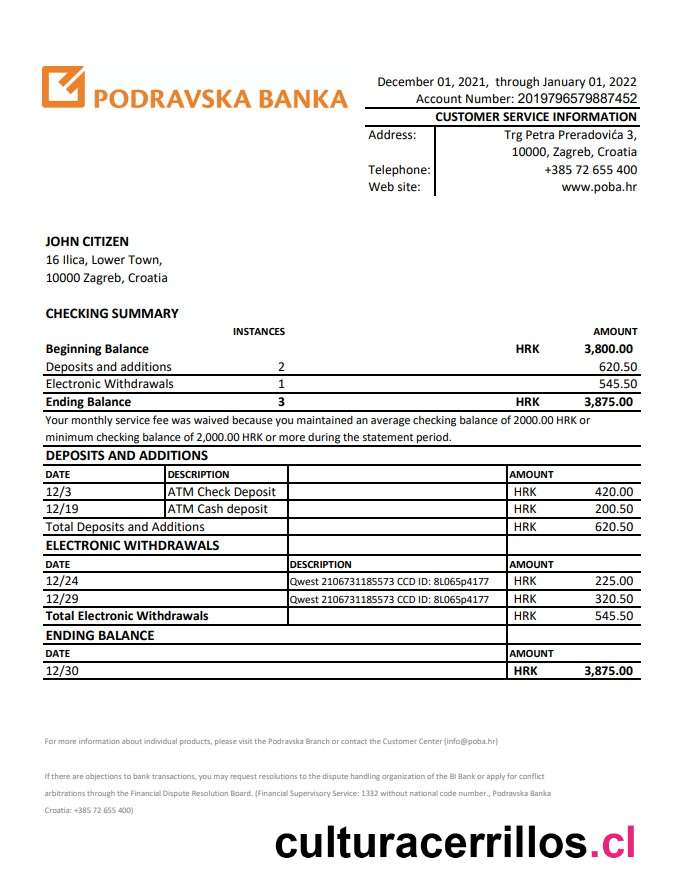 PODRAVSKA BANKA
December 01, 2021, through January 01, 2022
Account Number: 2019796579887452
CUSTOMER SERVICE INFORMATION
Address: Trg Petra Preradovića 3,
10000, Zagreb, Croatia
Telephone: +385 72 655 400
Web site: www.poba.hr
JOHN CITIZEN
16 Ilica, Lower Town,
10000 Zagreb, Croatia
CHECKING SUMMARY
INSTANCES AMOUNT
Beginning Balance HRK 3,800.00
Deposits and additions 2 620.50
Electronic Withdrawals 1 545.50
Ending Balance 3 HRK 3,875.00
Your monthly service fee was waived because you maintained an average checking balance of 2000.00 HRK or
minimum checking balance of 2,000.00 HRK or more during the statement period.
DEPOSITS AND ADDITIONS
DATE DESCRIPTION AMOUNT
12/3 ATM Check Deposit HRK 420.00
12/19 ATM Cash deposit HRK 200.50
Total Deposits and Additions HRK 620.50
ELECTRONIC WITHDRAWALS
DATE DESCRIPTION AMOUNT
12/24 Qwest 2106731185573 CCD ID: 8L065p4177 HRK 225.00
12/29 Qwest 2106731185573 CCD ID: 8L065p4177 HRK 320.50
Total Electronic Withdrawals HRK 545.50
ENDING BALANCE
DATE AMOUNT
12/30 HRK 3,875.00
For more information about individual products, please visit the Podravska Branch or contact the Customer Center (info@poba.hr)
If there are objections to bank transactions, you may request resolutions to the dispute handling organization of the BI Bank or apply for conflict
arbitrations through the Financial Dispute Resolution Board. (Financial Supervisory Service: 1332 without national code number., Podravska Banka
Croatia: +385 72 655 400)
culturacerrillos.cl